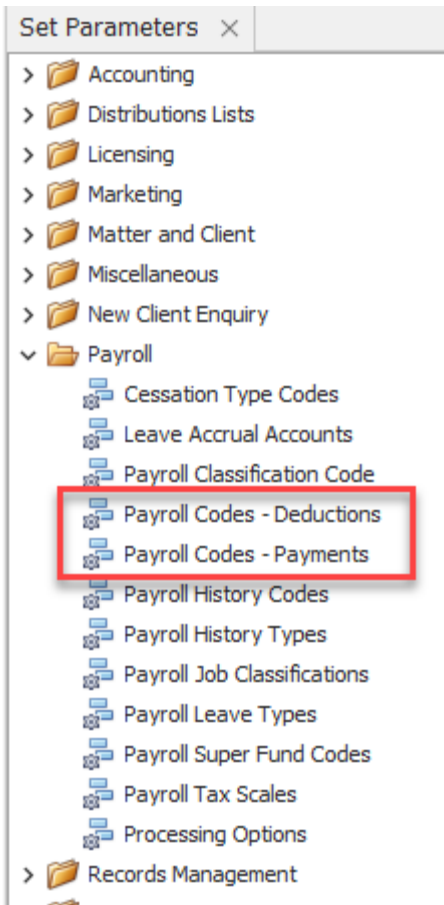 Set Parameters
Accounting
Distributions Lists
Licensing
Marketing
Matter and Client
Miscellaneous
New Client Enquiry
Payroll
Cessation Type Codes
Leave Accrual Accounts
Payroll Classification Code
Payroll Codes - Deductions
Payroll Codes - Payments
Payroll History Codes
Payroll History Types
Payroll Job Classifications
Payroll Leave Types
Payroll Super Fund Codes
Payroll Tax Scales
Processing Options
Records Management